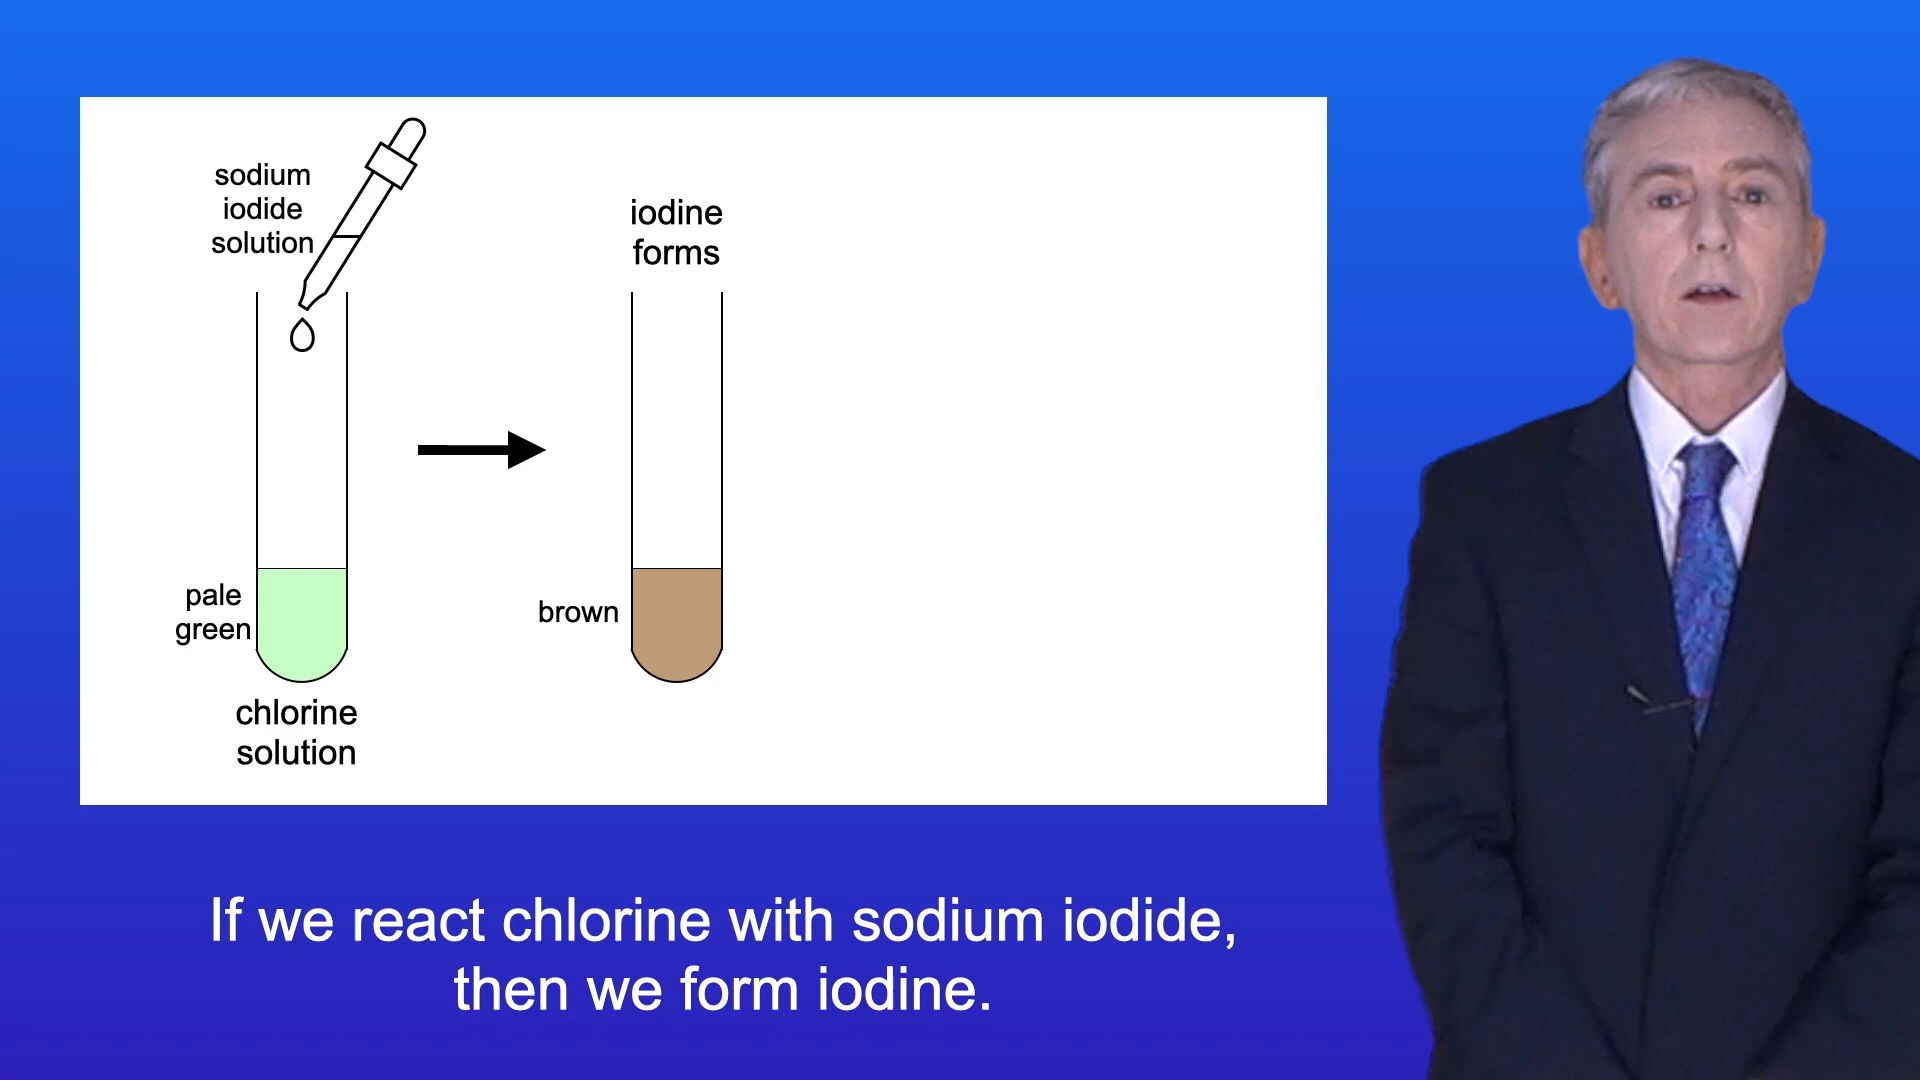 sodium
iodide
solution
iodine
forms
pale
green
brown
chlorine
solution
If we react chlorine with sodium iodide,
then we form iodine.